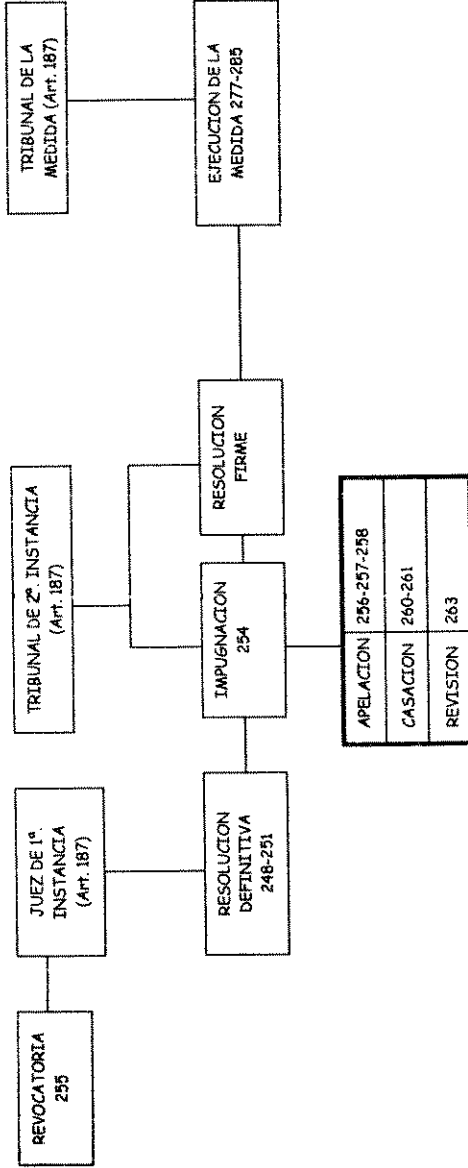 REVOCATORIA
255
JUEZ DE 1ª.
INSTANCIA
(Art. 187)
RESOLUCION
DEFINITIVA
248-251
TRIBUNAL DE 2ª. INSTANCIA
(Art. 187)
IMPUGNACION
254
RESOLUCION
FIRME
APELACION 256-257-258
CASACION 260-261
REVISION 263
TRIBUNAL DE LA
MEDIDA (Art. 187)
EJECUCION DE LA
MEDIDA 277-285